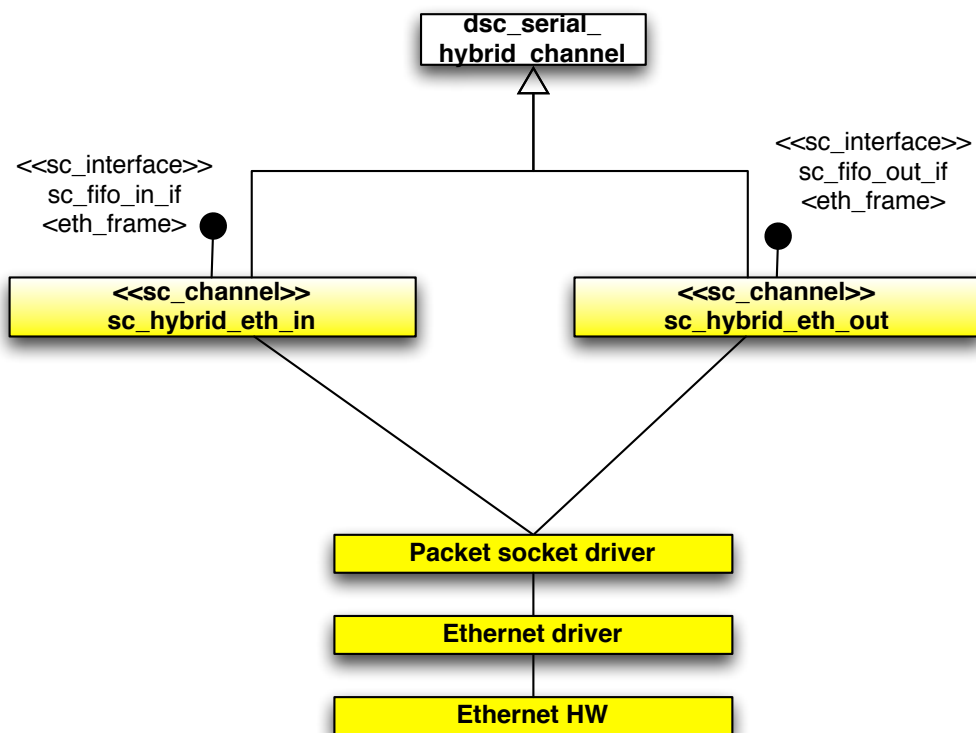 dsc_serial_
hybrid_channel
<<sc_interface>>
sc_fifo_in_if
<eth_frame>
<<sc_interface>>
sc_fifo_out_if
<eth_frame>
<<sc_channel>>
sc_hybrid_eth_in
<<sc_channel>>
sc_hybrid_eth_out
Packet socket driver
Ethernet driver
Ethernet HW